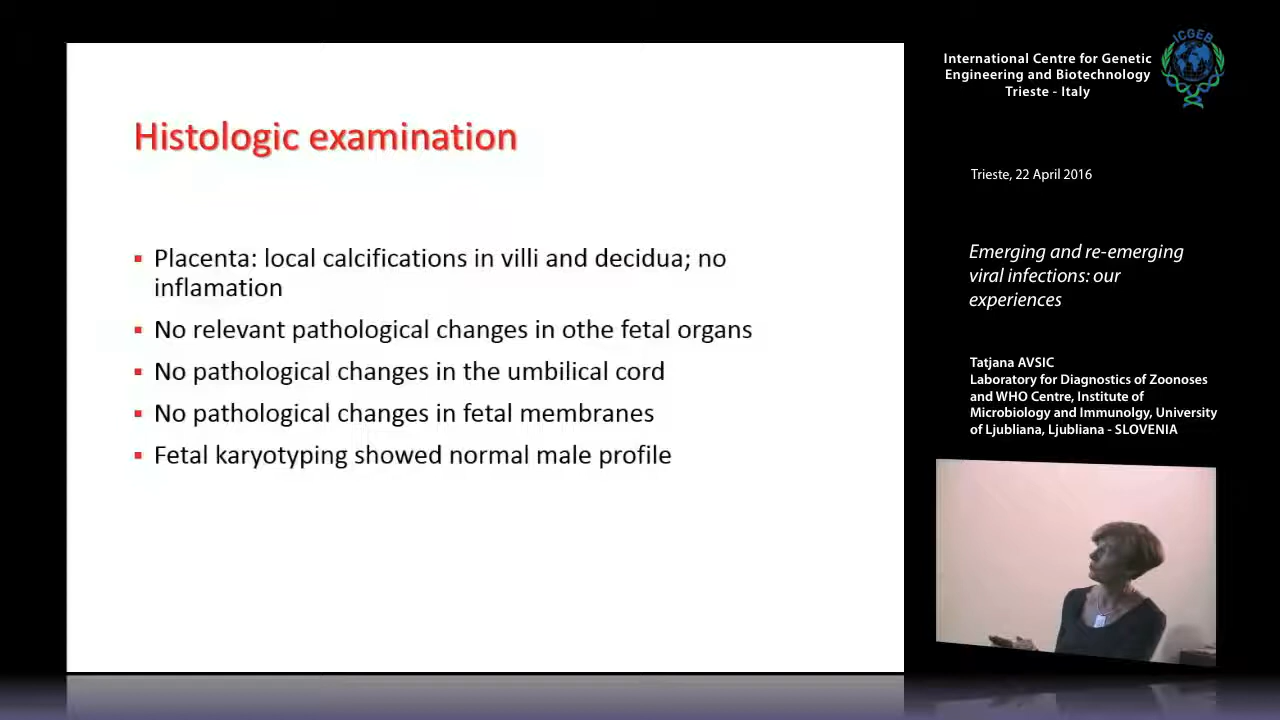 Histologic examination
Placenta: local calcifications in villi and decidua; no
inflamation
No relevant pathological changes in othe fetal organs
No pathological changes in the umbilical cord
No pathological changes in fetal membranes
Fetal karyotyping showed normal male profile
International Centre for Genetic
Engineering and Biotechnology
Trieste - Italy
ICGEB
Trieste, 22 April 2016
Emerging and re-emerging
viral infections: our
experiences
Tatjana AVSIC
Laboratory for Diagnostics of Zoonoses
and WHO Centre, Institute of
Microbiology and Immunolgy, University
of Ljubliana, Ljubliana - SLOVENIA